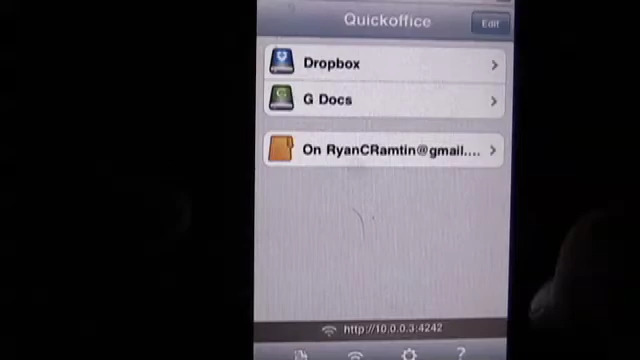 Quickoffice
Edit
Dropbox
G Docs
On RyanCRamtin@gmail....
http://10.0.0.3:4242
?